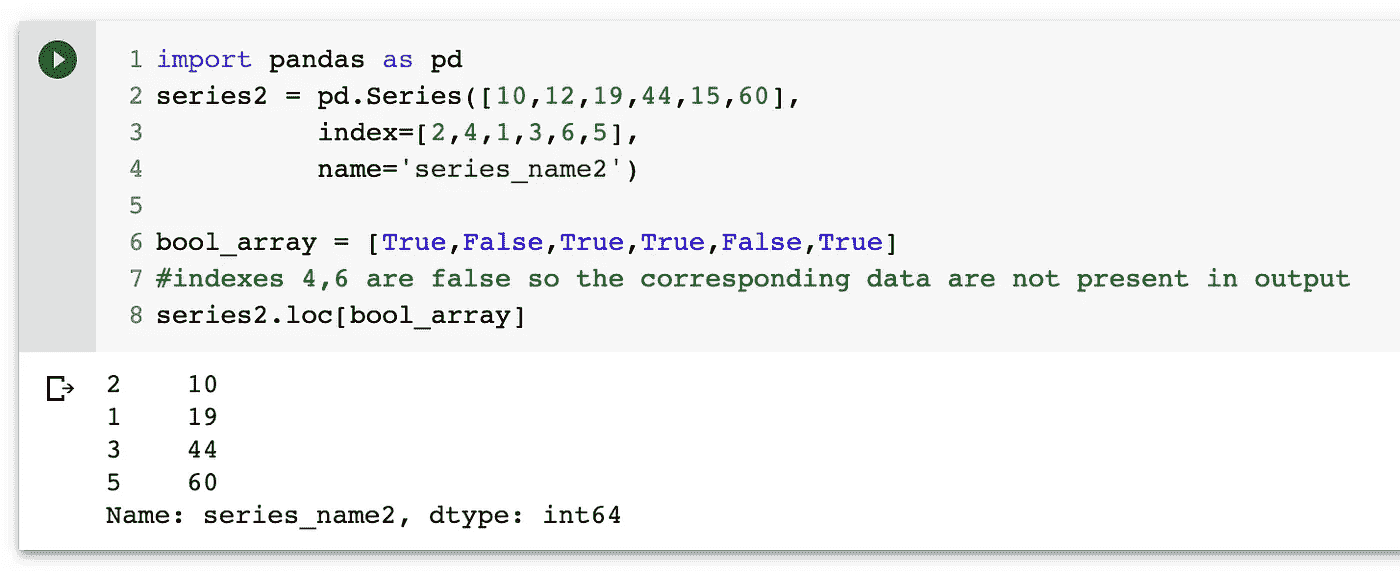 1 import pandas as pd
2 series2 = pd.Series([10,12,19,44,15,60],
3           index=[2,4,1,3,6,5],
4           name='series_name2')
5
6 bool_array = [True,False,True,True,False,True]
7 #indexes 4,6 are false so the corresponding data are not present in output
8 series2.loc[bool_array]
2    10
1    19
3    44
5    60
Name: series_name2, dtype: int64